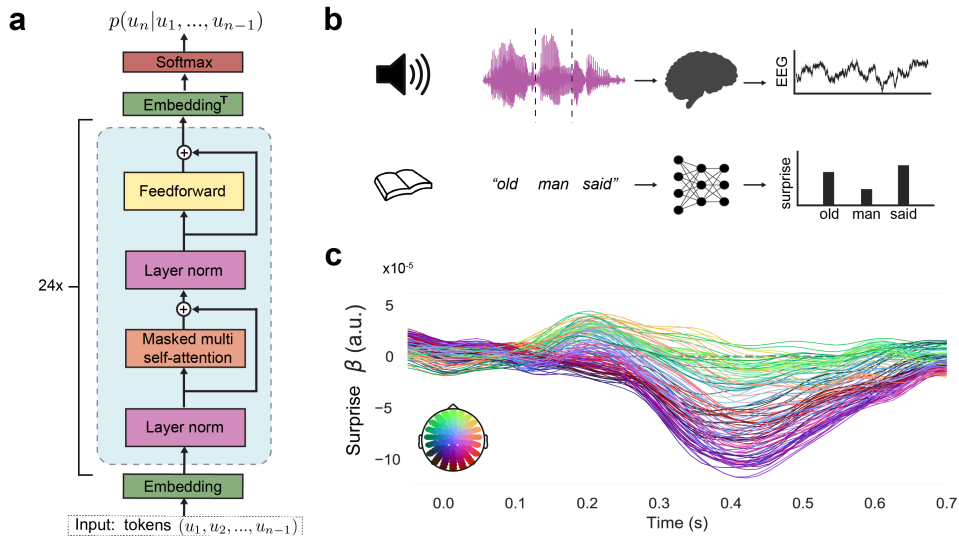 a
p(u_n|u_1, ..., u_{n-1})
Softmax
Embedding^T
24x
+
Feedforward
Layer norm
+
Masked multi
self-attention
Layer norm
Embedding
Input: tokens (u_1, u_2, ..., u_{n-1})
b
EEG
"old man said"
surprise
old man said
c
x10^-5
5
0
−5
−10
Surprise β (a.u.)
0.0 0.1 0.2 0.3 0.4 0.5 0.6 0.7
Time (s)